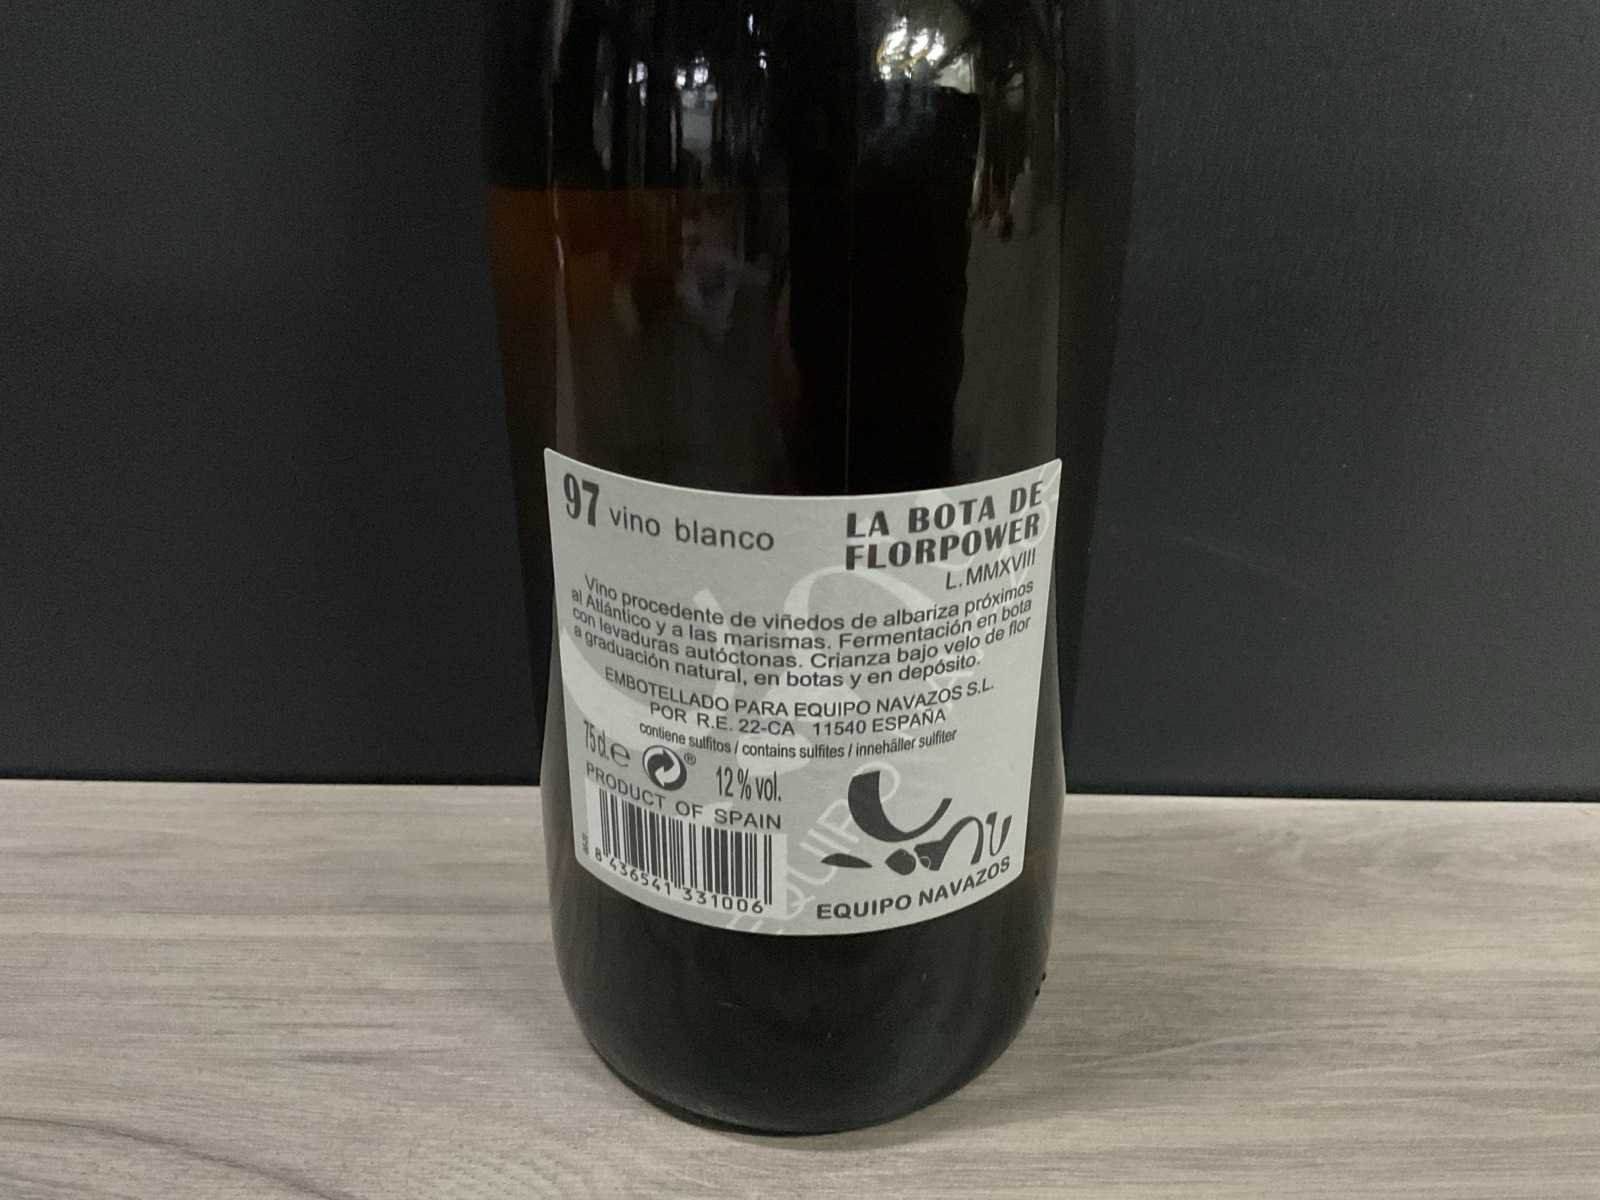 97 vino blanco
LA BOTA DE
FLORPOWER
L. MMXVIII
Vino procedente de viñedos de albariza próximos
al Atlántico y a las marismas. Fermentación en bota
con levaduras autóctonas. Crianza bajo velo de flor
a graduación natural, en botas y en depósito.
EMBOTELLADO PARA EQUIPO NAVAZOS S.L.
POR R.E. 22-CA 11540 ESPAÑA
contiene sulfitos / contains sulfites / innehåller sulfiter
75 cl. e ® 12 % vol.
PRODUCT OF SPAIN
8 436541 331006
EQUIPO NAVAZOS
EQUIPO NAVAZOS